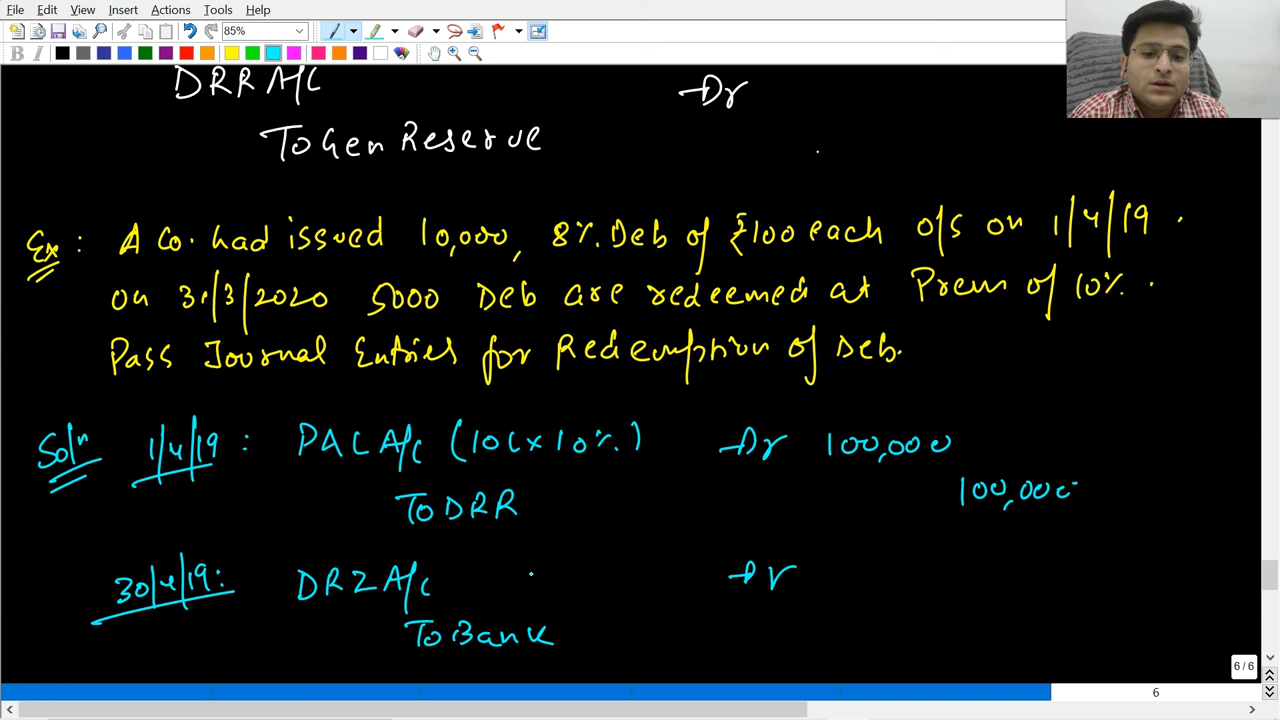 File Edit View Insert Actions Tools Help
85%
DRR A/C Dr
To Gen Reserve
Ex : A Co. had issued 10,000, 8% Deb of ₹100 each o/s on 1/4/19.
on 31/3/2020 5000 Deb are redeemed at Prem of 10%.
Pass Journal Entries for Redemption of Deb.
Soln 1/4/19 : P&L A/C (10L x 10%) Dr 100,000
To DRR 100,000
30/4/19: DRI A/C Dr
To Bank
6 / 6
6